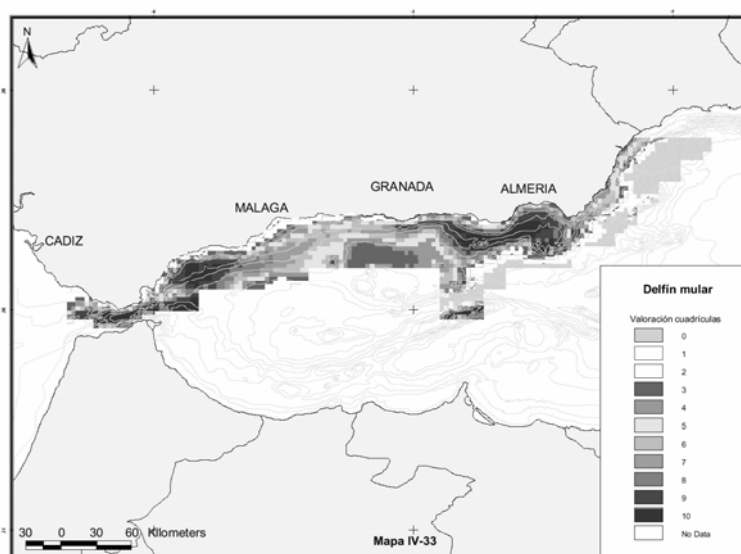 N
GRANADA
ALMERIA
MALAGA
CADIZ
Delfín mular
Valoración cuadrículas
0
1
2
3
4
5
6
7
8
9
10
No Data
30 0 30 60 Kilometers
Mapa IV-33